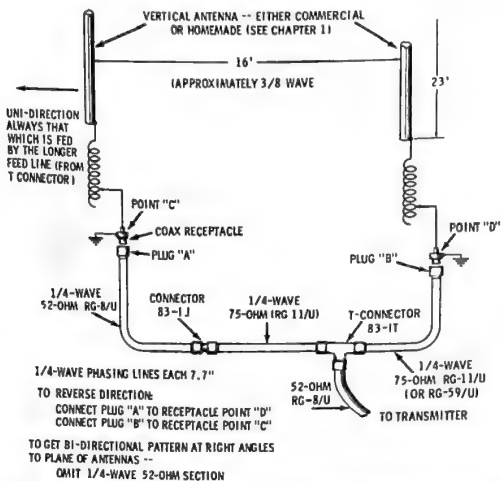 VERTICAL ANTENNA -- EITHER COMMERCIAL
OR HOMEMADE (SEE CHAPTER 1)
16'
(APPROXIMATELY 3/8 WAVE
23'
UNI-DIRECTION
ALWAYS THAT
WHICH IS FED
BY THE LONGER
FEED LINE (FROM
T CONNECTOR)
POINT "C"
COAX RECEPTACLE
PLUG "A"
POINT "D"
PLUG "B"
1/4-WAVE
52-OHM RG-8/U
CONNECTOR
83-1J
1/4-WAVE
75-OHM (RG 11/U)
T-CONNECTOR
83-1T
1/4-WAVE
75-OHM RG-11/U
(OR RG-59/U)
52-OHM
RG-8/U
TO TRANSMITTER
1/4-WAVE PHASING LINES EACH 7.7"
TO REVERSE DIRECTION:
CONNECT PLUG "A" TO RECEPTACLE POINT "D"
CONNECT PLUG "B" TO RECEPTACLE POINT "C"
TO GET BI-DIRECTIONAL PATTERN AT RIGHT ANGLES
TO PLANE OF ANTENNAS --
OMIT 1/4-WAVE 52-OHM SECTION